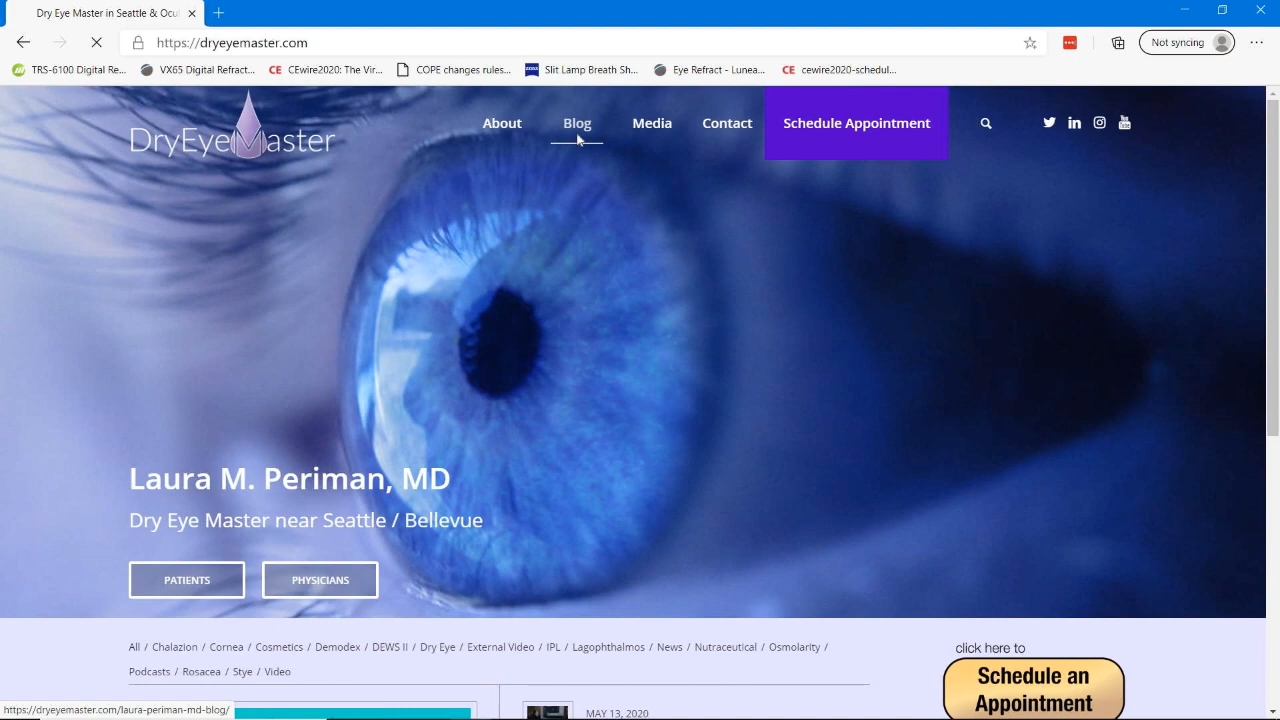 Dry Eye Master in Seattle & Ocu
https://dryeyemaster.com
Not syncing
TRS-6100 Digital Re...
VX65 Digital Refract...
CE CEwire2020: The Vir...
COPE changes rules...
Slit Lamp Breath Sh...
Eye Refract - Lunea...
CE cewire2020-schedul...
DryEyeMaster
About
Blog
Media
Contact
Schedule Appointment
Laura M. Periman, MD
Dry Eye Master near Seattle / Bellevue
PATIENTS
PHYSICIANS
All / Chalazion / Cornea / Cosmetics / Demodex / DEWS II / Dry Eye / External Video / IPL / Lagophthalmos / News / Nutraceutical / Osmolarity /
Podcasts / Rosacea / Stye / Video
click here to
Schedule an
Appointment
https://dryeyemaster.com/laura-periman-md-blog/
MAY 13, 2020